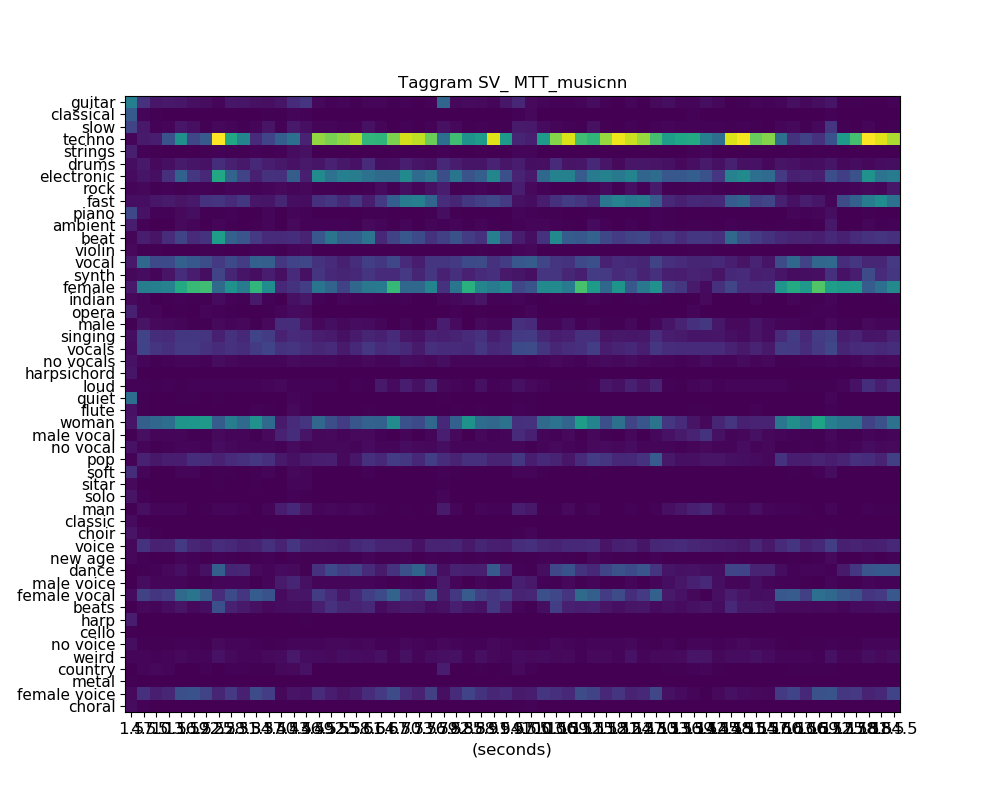 Taggram SV_ MTT_musicnn
guitar
classical
slow
techno
strings
drums
electronic
rock
fast
piano
ambient
beat
violin
vocal
synth
female
indian
opera
male
singing
vocals
no vocals
harpsichord
loud
quiet
flute
woman
male vocal
no vocal
pop
soft
sitar
solo
man
classic
choir
voice
new age
dance
male voice
female vocal
beats
harp
cello
no voice
weird
country
metal
female voice
choral
(seconds)